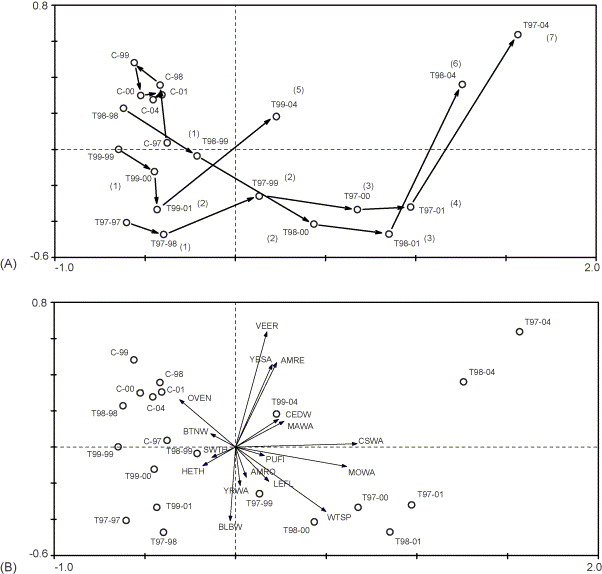 0.8
T97-04
(7)
C-99
(6)
C-98
T98-04
C-00
C-01
(5)
C-04
T99-04
T98-98
(1)
C-97
T98-99
T99-99
T99-00
(2)
T97-99
(3)
(1)
T97-00
(4)
T99-01
(2)
T97-01
T97-97
T97-98
(1)
(2)
T98-00
T98-01
(3)
-0.6
(A)
-1.0
2.0
0.8
VEER
T97-04
C-99
YBSA
AMRE
C-98
T98-04
C-00
C-01
OVEN
C-04
T98-98
T99-04
CEDW
MAWA
BTNW
C-97
CSWA
T99-99
T98-99
SWTH
PUFI
T99-00
HETH
AMRO
MOWA
YRWA
LEFL
T97-99
T97-00
T97-01
T99-01
WTSP
T97-97
BLBW
T98-00
T97-98
T98-01
-0.6
(B)
-1.0
2.0